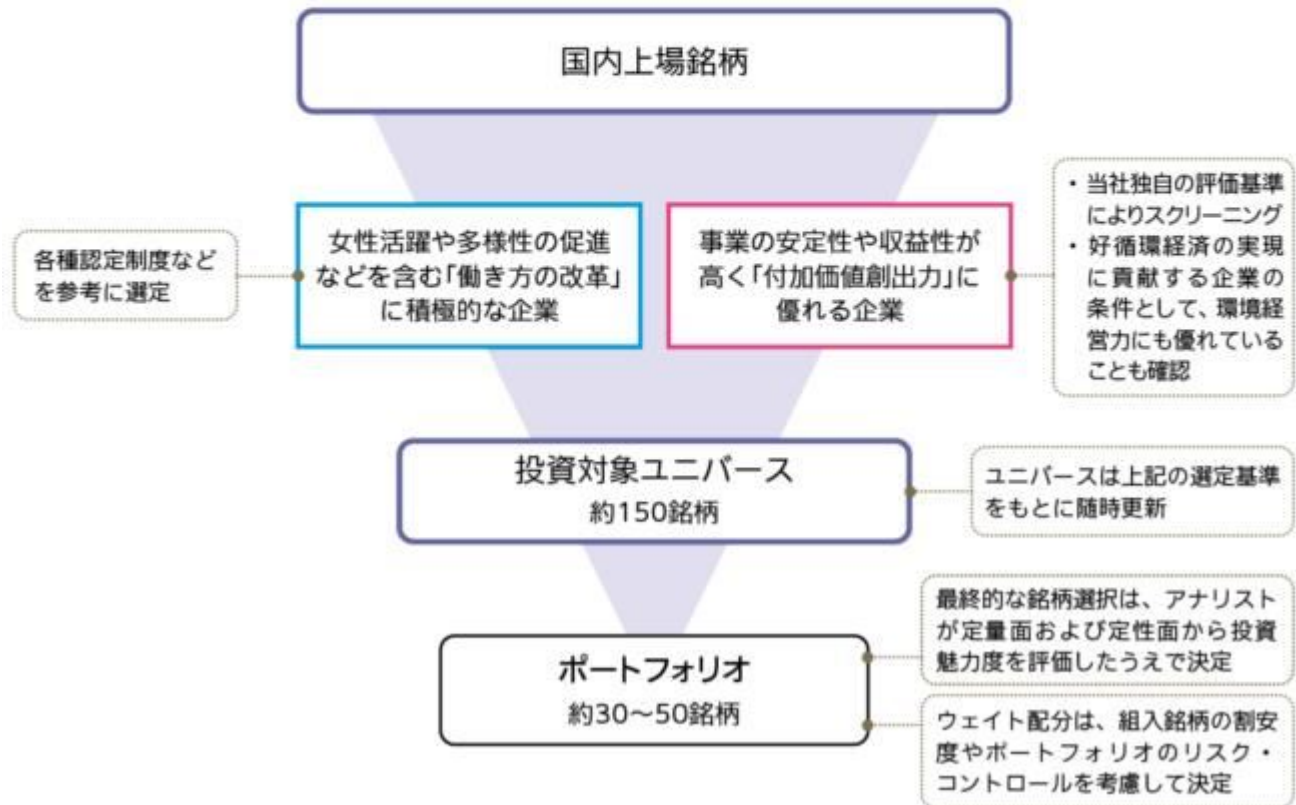 国内上場銘柄
各種認定制度など
を参考に選定
女性活躍や多様性の促進
などを含む「働き方の改革」
に積極的な企業
事業の安定性や収益性が
高く「付加価値創出力」に
優れる企業
・当社独自の評価基準
によりスクリーニング
・好循環経済の実現
に貢献する企業の
条件として、環境経
営力にも優れている
ことも確認
投資対象ユニバース
約150銘柄
ユニバースは上記の選定基準
をもとに随時更新
ポートフォリオ
約30～50銘柄
最終的な銘柄選択は、アナリスト
が定量面および定性面から投資
魅力度を評価したうえで決定
ウェイト配分は、組入銘柄の割安
度やポートフォリオのリスク・
コントロールを考慮して決定